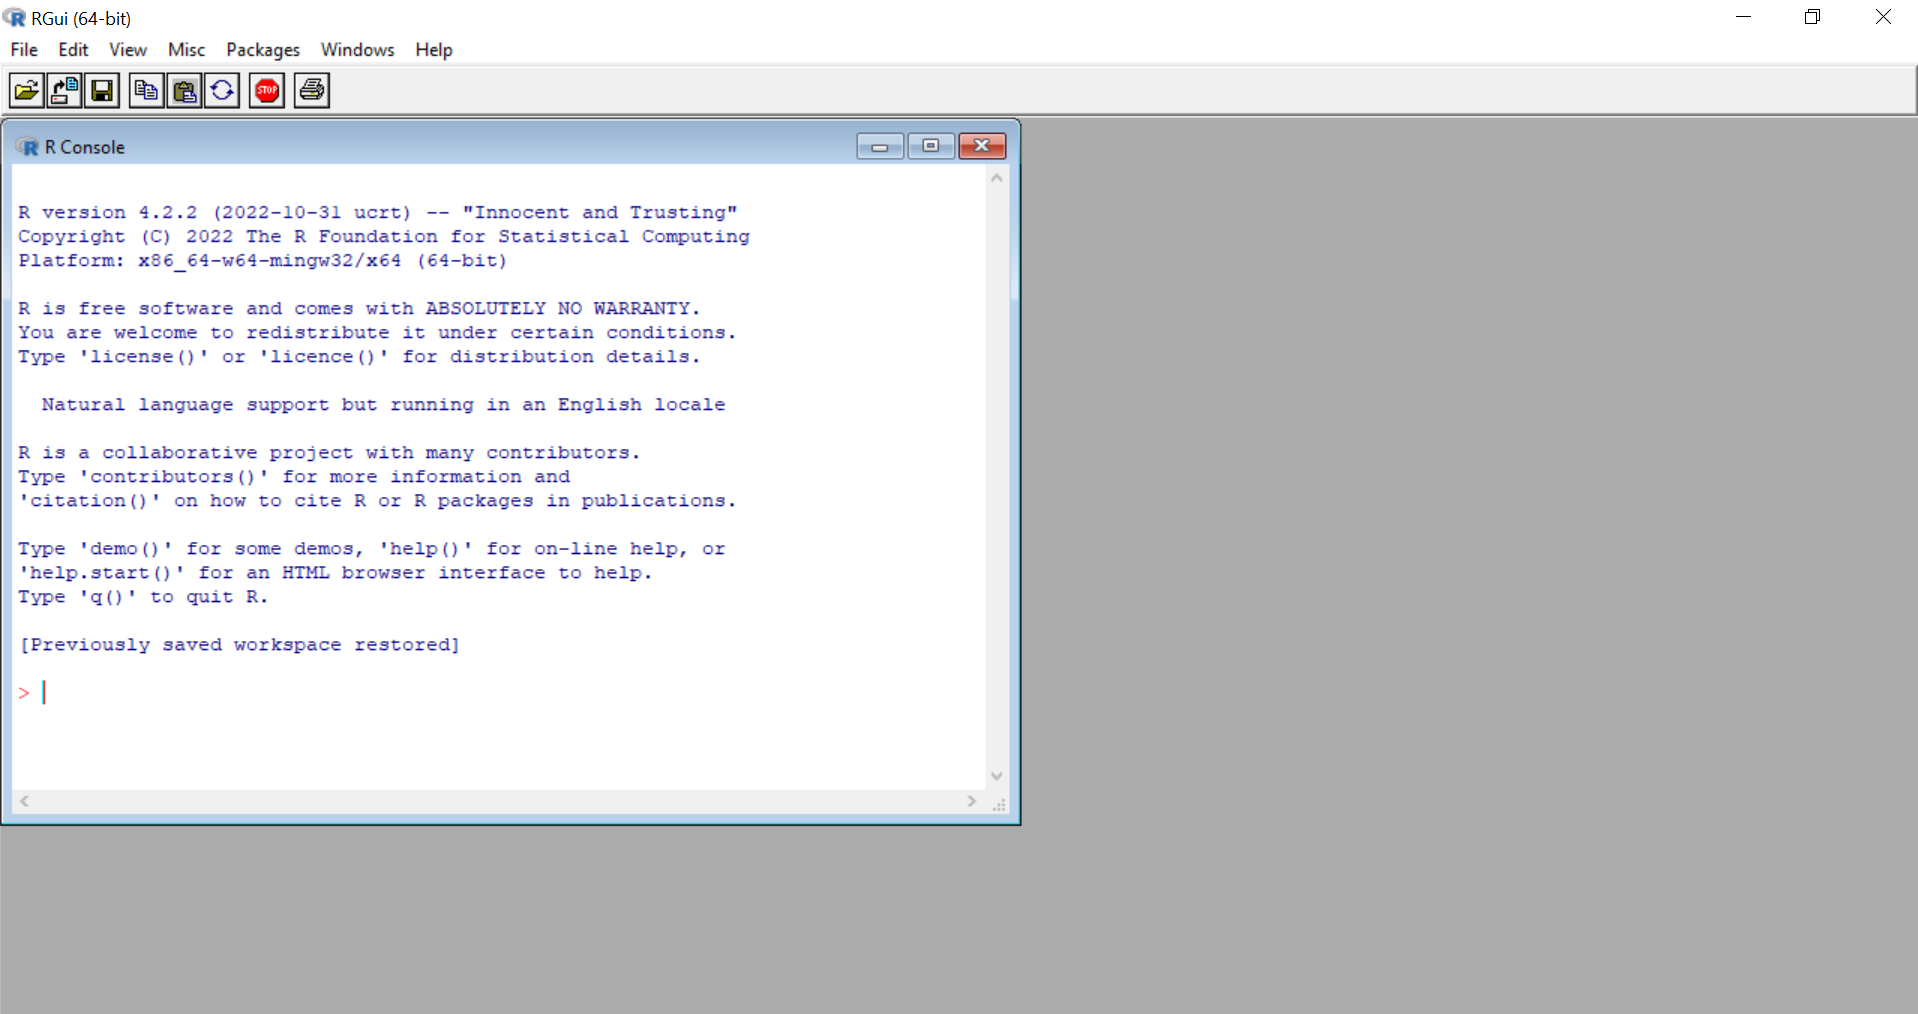 RGui (64-bit)
File Edit View Misc Packages Windows Help
STOP
R Console
R version 4.2.2 (2022-10-31 ucrt) -- "Innocent and Trusting"
Copyright (C) 2022 The R Foundation for Statistical Computing
Platform: x86_64-w64-mingw32/x64 (64-bit)
R is free software and comes with ABSOLUTELY NO WARRANTY.
You are welcome to redistribute it under certain conditions.
Type 'license()' or 'licence()' for distribution details.
Natural language support but running in an English locale
R is a collaborative project with many contributors.
Type 'contributors()' for more information and
'citation()' on how to cite R or R packages in publications.
Type 'demo()' for some demos, 'help()' for on-line help, or
'help.start()' for an HTML browser interface to help.
Type 'q()' to quit R.
[Previously saved workspace restored]
>